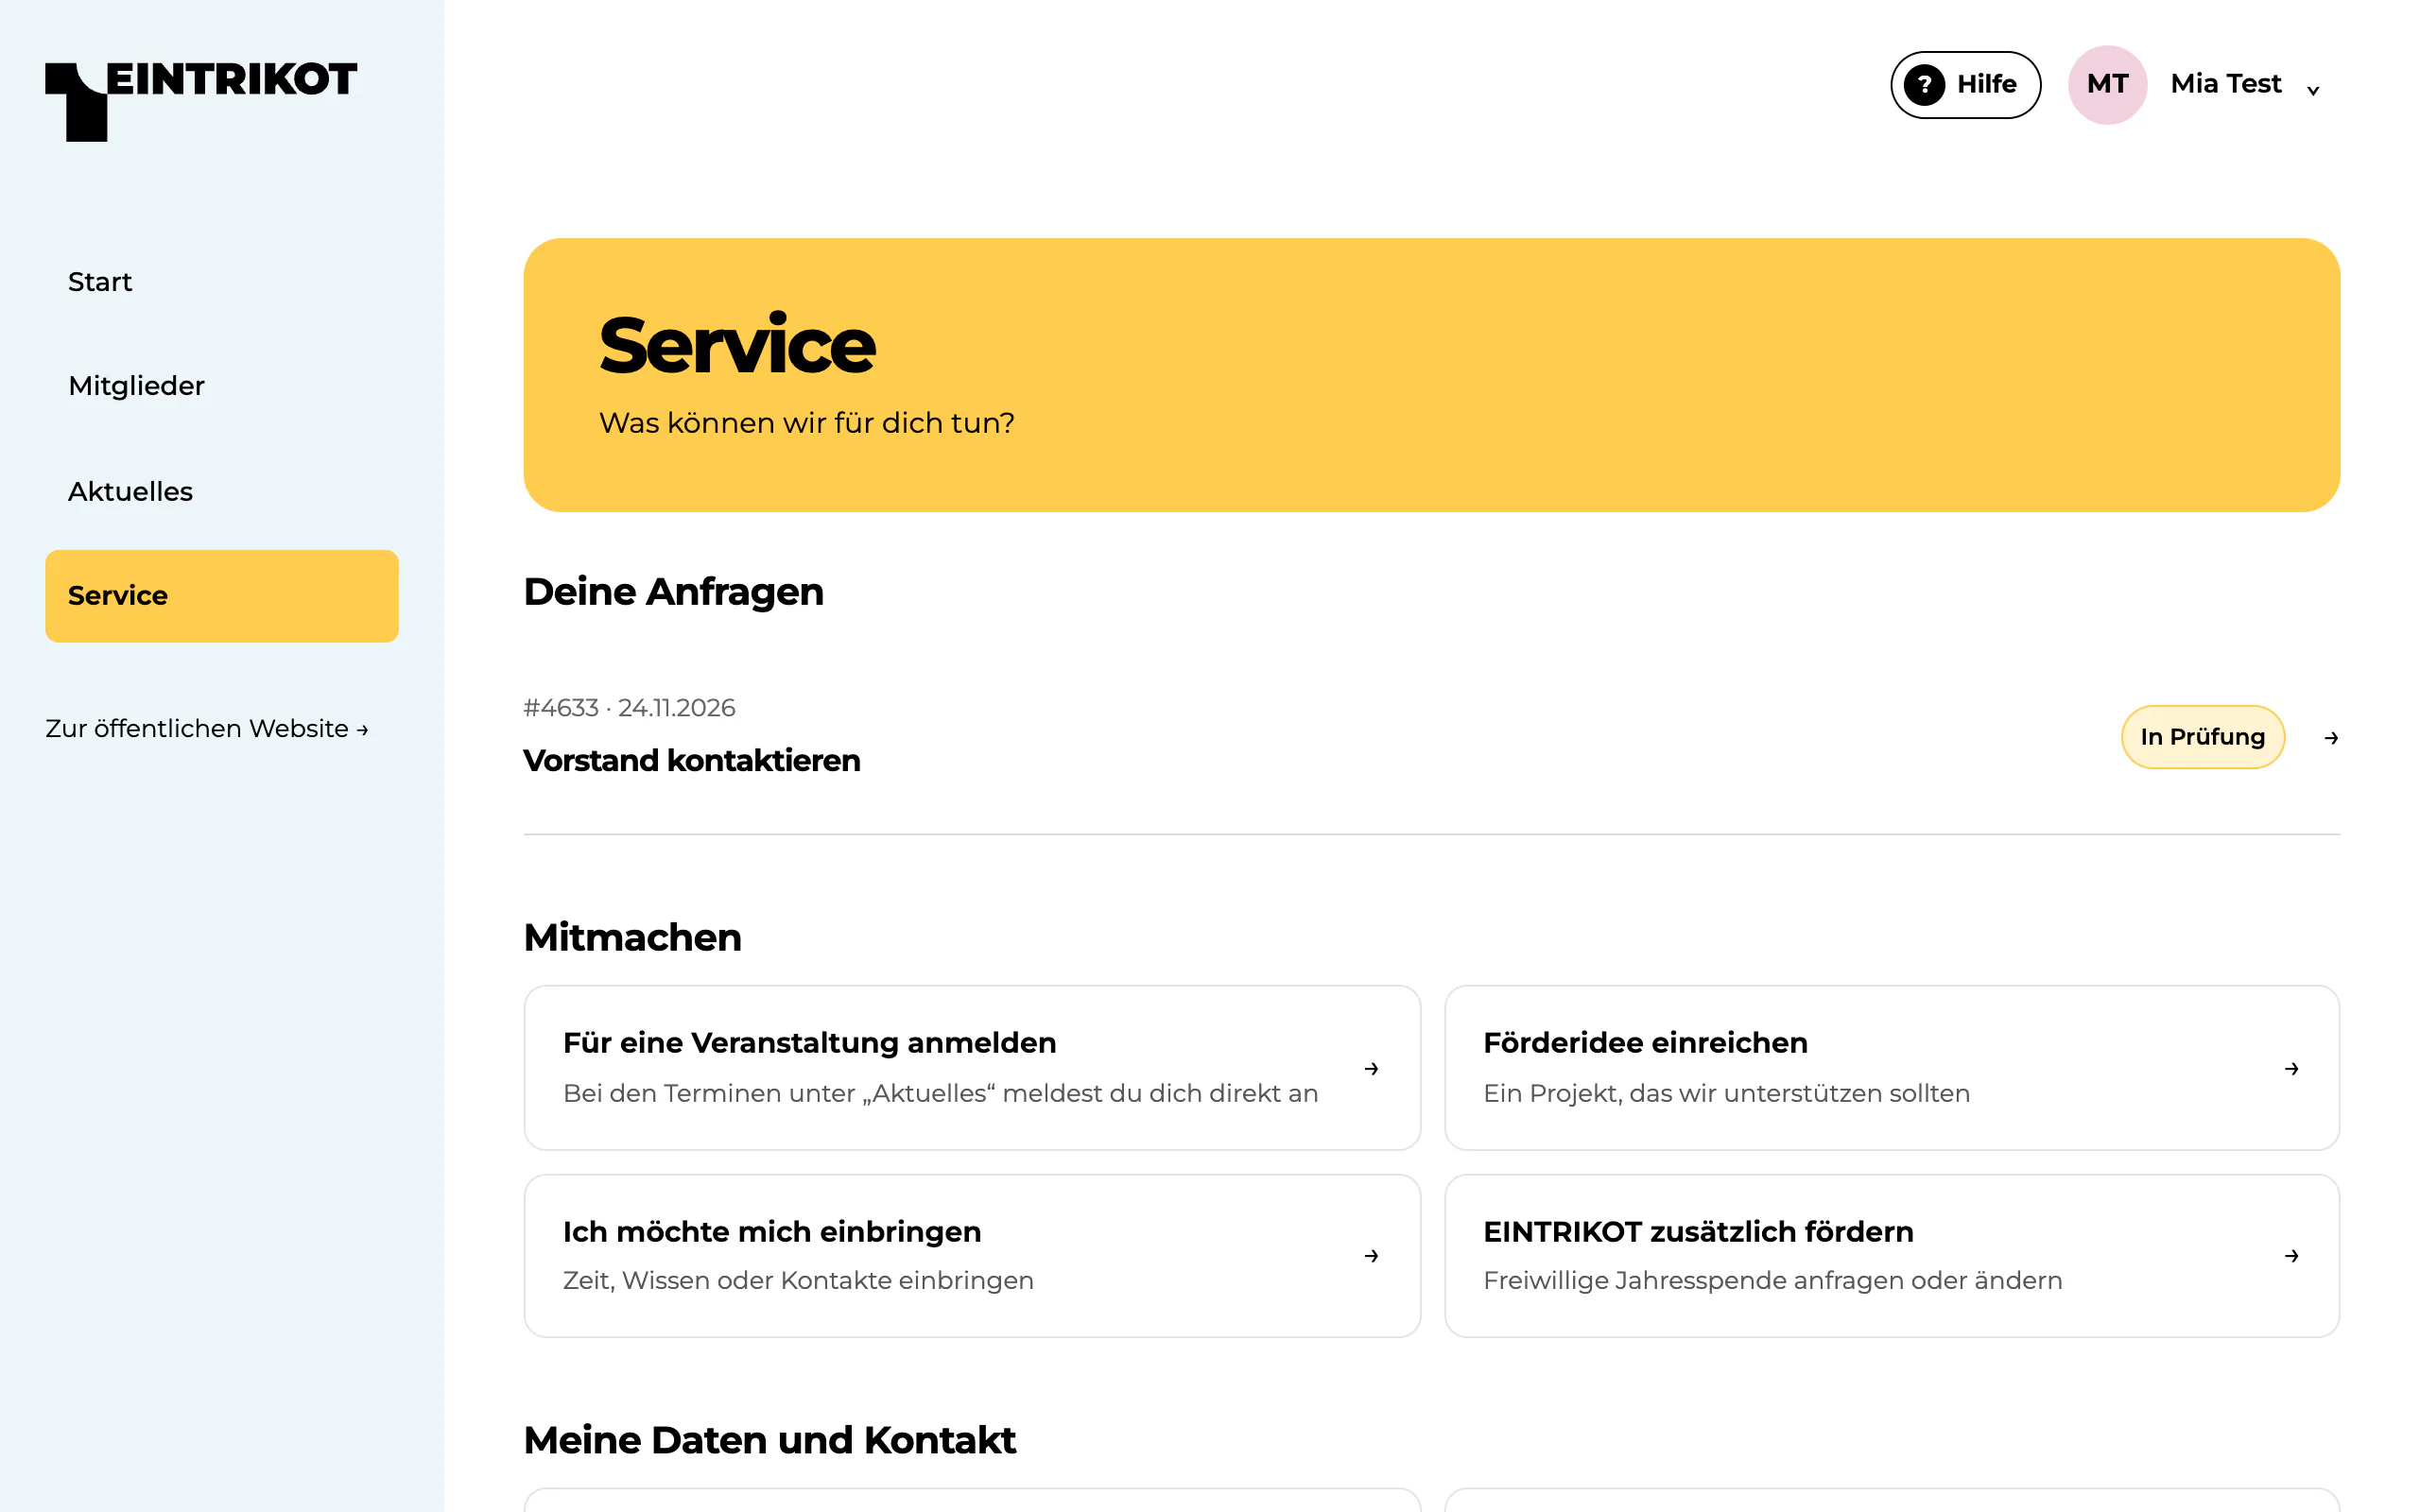 EINTRIKOT
? Hilfe
MT
Mia Test
Start
Mitglieder
Aktuelles
Service
Zur öffentlichen Website →
Service
Was können wir für dich tun?
Deine Anfragen
#4633 · 24.11.2026
Vorstand kontaktieren
In Prüfung →
Mitmachen
Für eine Veranstaltung anmelden
Bei den Terminen unter „Aktuelles“ meldest du dich direkt an
→
Förderidee einreichen
Ein Projekt, das wir unterstützen sollten
→
Ich möchte mich einbringen
Zeit, Wissen oder Kontakte einbringen
→
EINTRIKOT zusätzlich fördern
Freiwillige Jahresspende anfragen oder ändern
→
Meine Daten und Kontakt